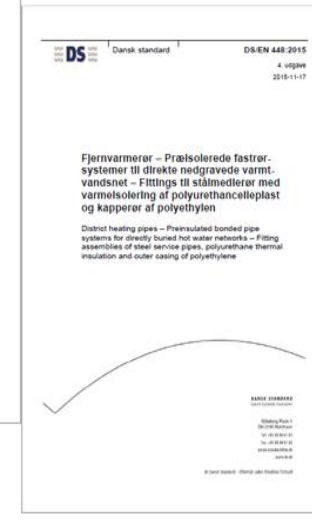 DS
Dansk standard
DS/EN 448:2015
4. udgave
2015-11-17
Fjernvarmerør – Præisolerede fastrør-
systemer til direkte nedgravede varmt-
vandsnet – Fittings til stålmedierør med
varmeisolering af polyurethancelleplast
og kapperør af polyethylen
District heating pipes – Preinsulated bonded pipe
systems for directly buried hot water networks – Fitting
assemblies of steel service pipes, polyurethane thermal
insulation and outer casing of polyethylene
DANSK STANDARD